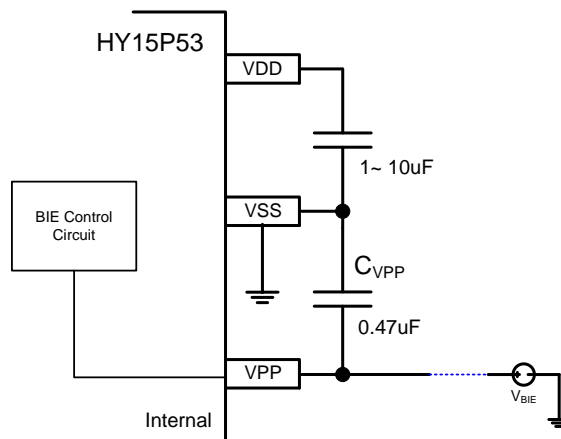 HY15P53
VDD
1~ 10uF
BIE Control
Circuit
VSS
CVPP
0.47uF
VPP
VBIE
Internal